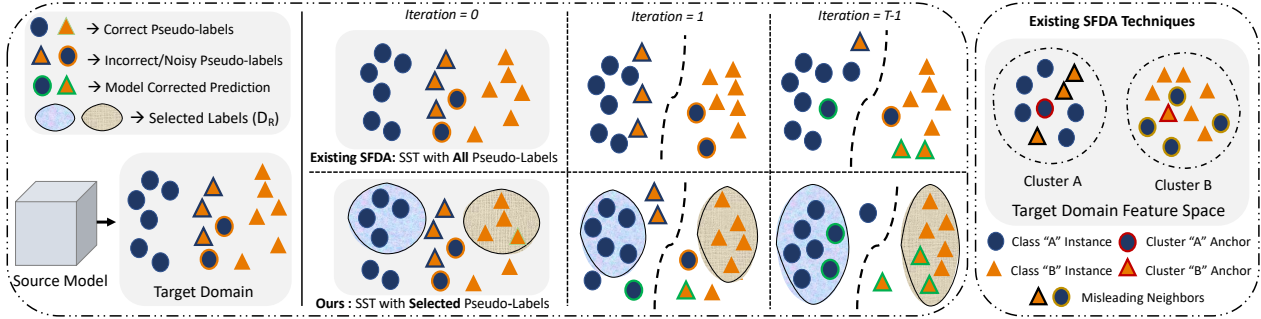 → Correct Pseudo-labels
→ Incorrect/Noisy Pseudo-labels
→ Model Corrected Prediction
→ Selected Labels (D_R)
Source Model
Target Domain
Iteration = 0
Iteration = 1
Iteration = T-1
Existing SFDA: SST with All Pseudo-Labels
Ours : SST with Selected Pseudo-Labels
Existing SFDA Techniques
Cluster A
Cluster B
Target Domain Feature Space
Class “A” Instance
Cluster “A” Anchor
Class “B” Instance
Cluster “B” Anchor
Misleading Neighbors